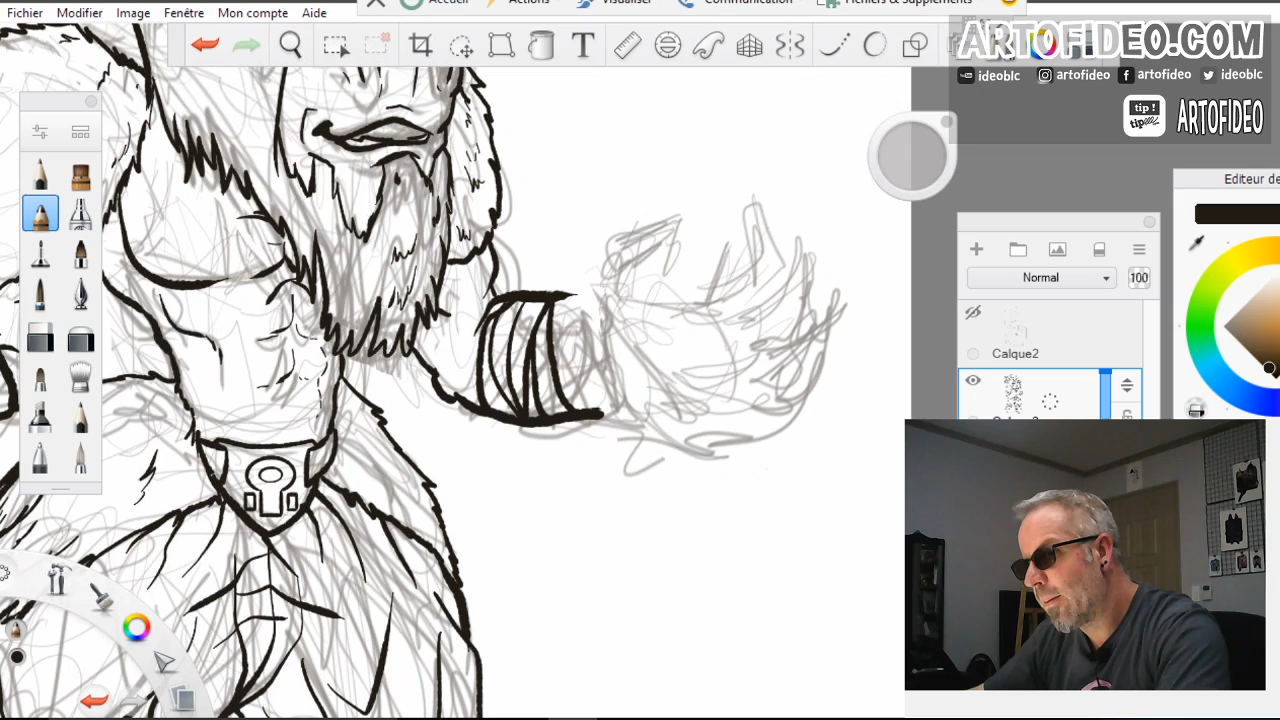 Accueil Actions Visualiser Communication Fichiers & Suppléments
Fichier Modifier Image Fenêtre Mon compte Aide
ARTOFIDEO.COM
ideoblc artofideo artofideo ideoblc
tip !
tip
ARTOFIDEO
Editeur de
Normal 100
Calque2